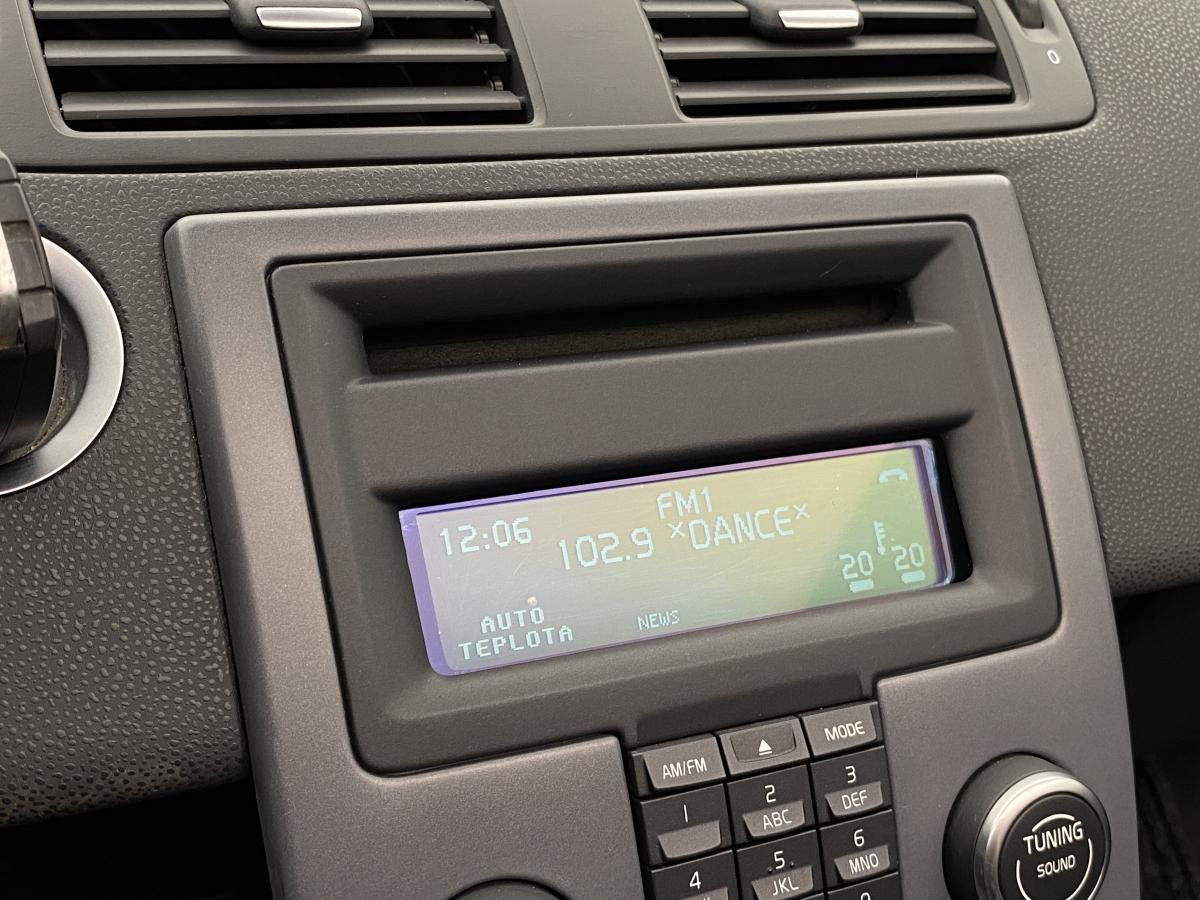 0
FM1
12:06 102.9 ×DANCE×
20 20
AUTO
TEPLOTA
NEWS
AM/FM
MODE
1
2
ABC
3
DEF
4
5
JKL
6
MNO
TUNING
SOUND